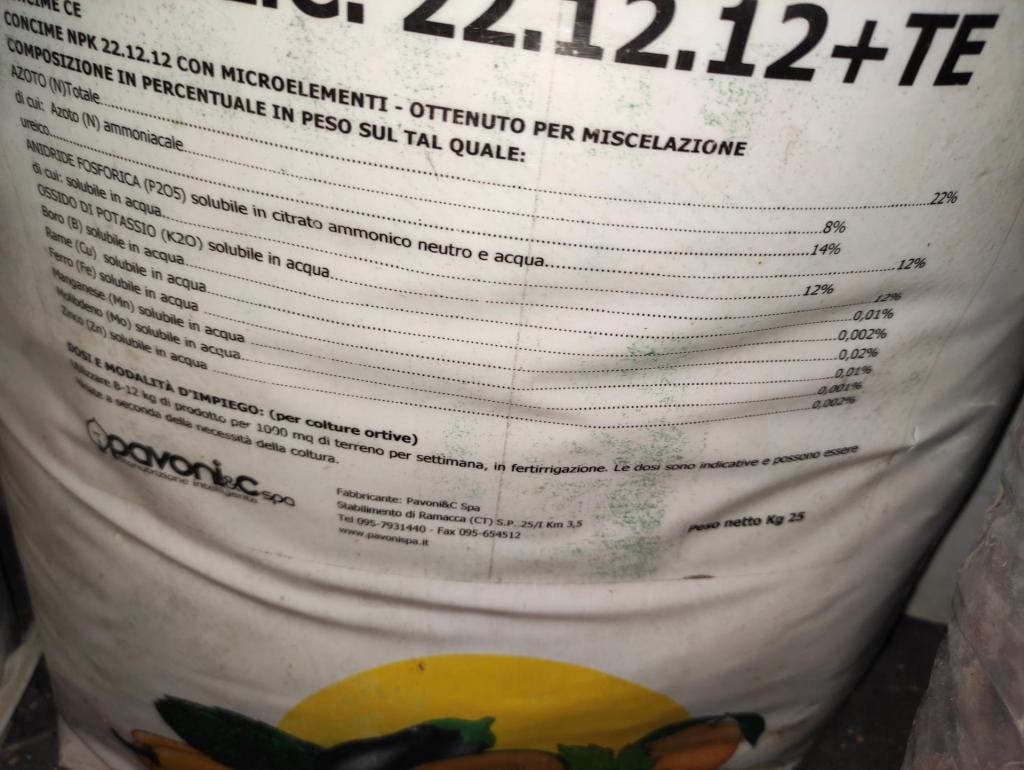 .C. 22.12.12+TE
CONCIME CE
CONCIME NPK 22.12.12 CON MICROELEMENTI - OTTENUTO PER MISCELAZIONE
COMPOSIZIONE IN PERCENTUALE IN PESO SUL TAL QUALE:
AZOTO (N)Totale 22%
di cui: Azoto (N) ammoniacale 8%
ureico 14%
ANIDRIDE FOSFORICA (P2O5) solubile in citrato ammonico neutro e acqua 12%
di cui: solubile in acqua 12%
OSSIDO DI POTASSIO (K2O) solubile in acqua 12%
Boro (B) solubile in acqua 0,01%
Rame (Cu) solubile in acqua 0,002%
Ferro (Fe) solubile in acqua 0,02%
Manganese (Mn) solubile in acqua 0,01%
Molibdeno (Mo) solubile in acqua 0,001%
Zinco (Zn) solubile in acqua 0,002%
DOSI E MODALITÀ D'IMPIEGO: (per colture ortive)
Utilizzare 8-12 kg di prodotto per 1000 mq di terreno per settimana, in fertirrigazione. Le dosi sono indicative e possono essere
a seconda della necessità della coltura.
pavoni&C spa
nutrizione intelligente
Fabbricante: Pavoni&C Spa
Stabilimento di Ramacca (CT) S.P. 25/I Km 3,5
Tel 095-7931440 - Fax 095-654512
www.pavonispa.it
Peso netto Kg 25